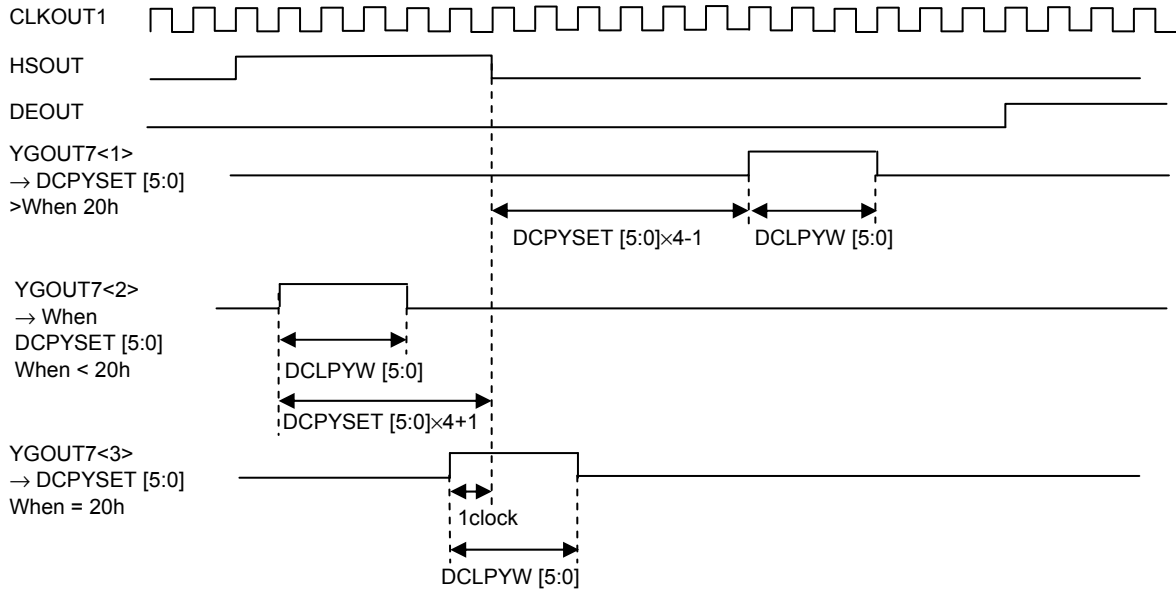 CLKOUT1
HSOUT
DEOUT
YGOUT7<1>
→ DCPYSET [5:0]
>When 20h
DCPYSET [5:0]×4-1
DCLPYW [5:0]
YGOUT7<2>
→ When
DCPYSET [5:0]
When < 20h
DCLPYW [5:0]
DCPYSET [5:0]×4+1
YGOUT7<3>
→ DCPYSET [5:0]
When = 20h
1clock
DCLPYW [5:0]